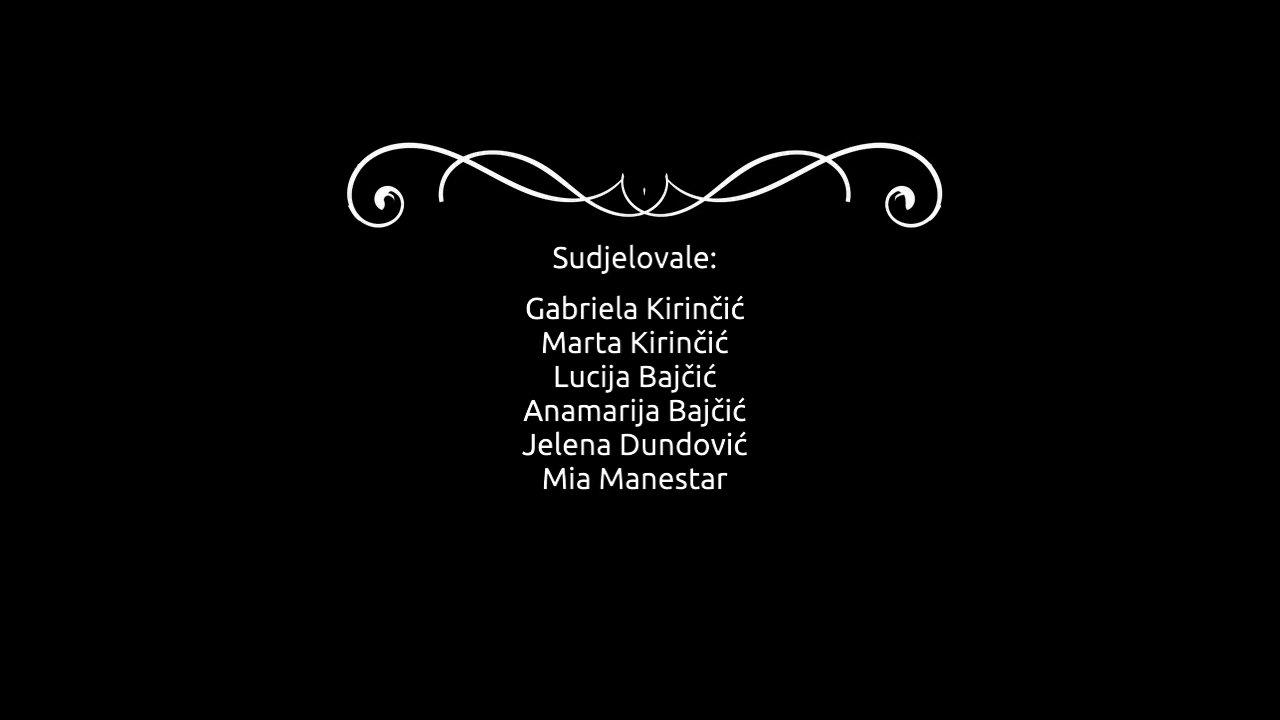 Sudjelovale:
Gabriela Kirinčić
Marta Kirinčić
Lucija Bajčić
Anamarija Bajčić
Jelena Dundović
Mia Manestar